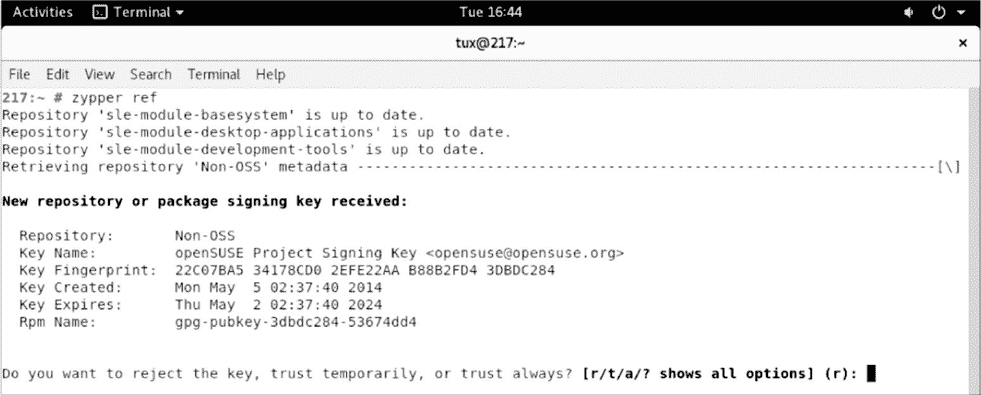 Activities Terminal Tue 16:44
tux@217:~ ×
File Edit View Search Terminal Help
217:~ # zypper ref
Repository 'sle-module-basesystem' is up to date.
Repository 'sle-module-desktop-applications' is up to date.
Repository 'sle-module-development-tools' is up to date.
Retrieving repository 'Non-OSS' metadata ----------------------------------------------------------------------[\]
New repository or package signing key received:
Repository: Non-OSS
Key Name: openSUSE Project Signing Key <opensuse@opensuse.org>
Key Fingerprint: 22C07BA5 34178CD0 2EFE22AA B88B2FD4 3DBDC284
Key Created: Mon May 5 02:37:40 2014
Key Expires: Thu May 2 02:37:40 2024
Rpm Name: gpg-pubkey-3dbdc284-53674dd4
Do you want to reject the key, trust temporarily, or trust always? [r/t/a/? shows all options] (r):